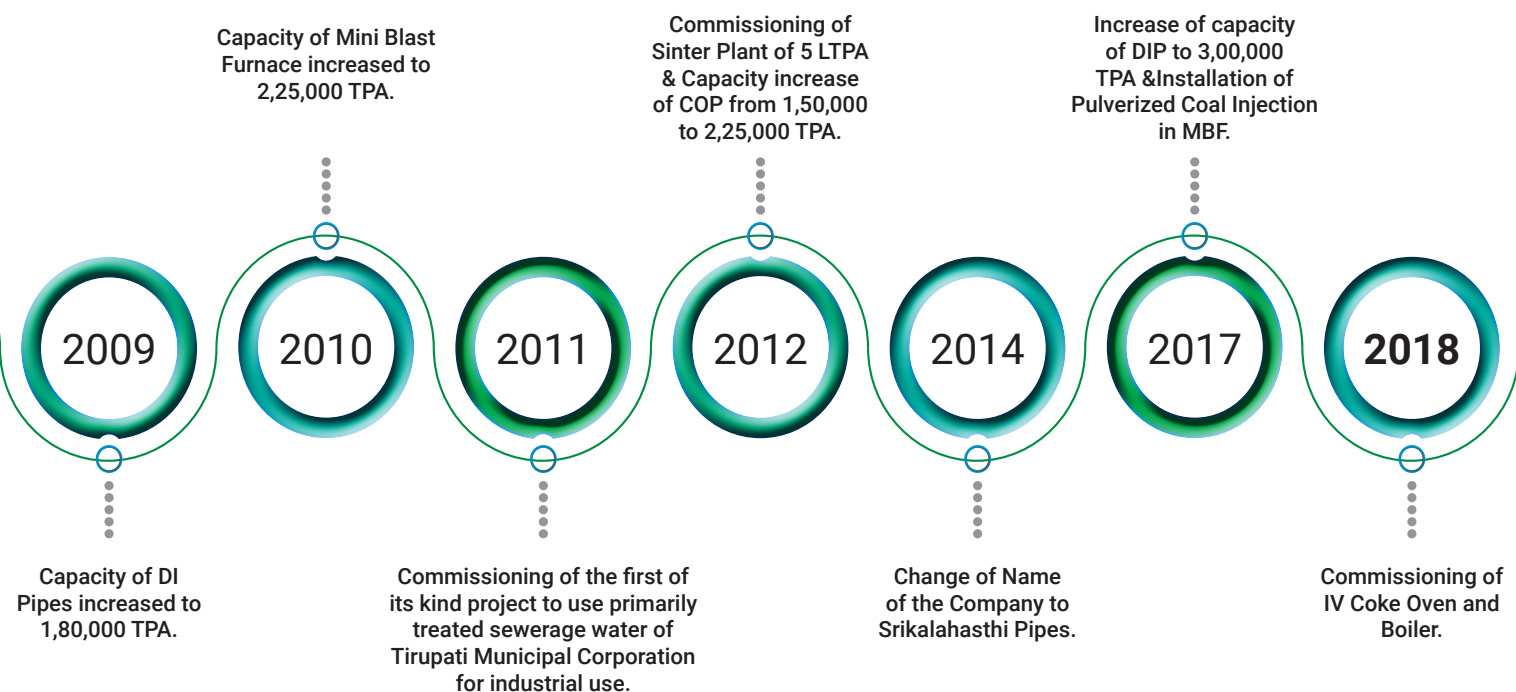 Capacity of DI
Pipes increased to
1,80,000 TPA.
2009
Capacity of Mini Blast
Furnace increased to
2,25,000 TPA.
2010
2011
Commissioning of the first of
its kind project to use primarily
treated sewerage water of
Tirupati Municipal Corporation
for industrial use.
Commissioning of
Sinter Plant of 5 LTPA
& Capacity increase
of COP from 1,50,000
to 2,25,000 TPA.
2012
2014
Change of Name
of the Company to
Srikalahasthi Pipes.
Increase of capacity
of DIP to 3,00,000
TPA &Installation of
Pulverized Coal Injection
in MBF.
2017
2018
Commissioning of
IV Coke Oven and
Boiler.